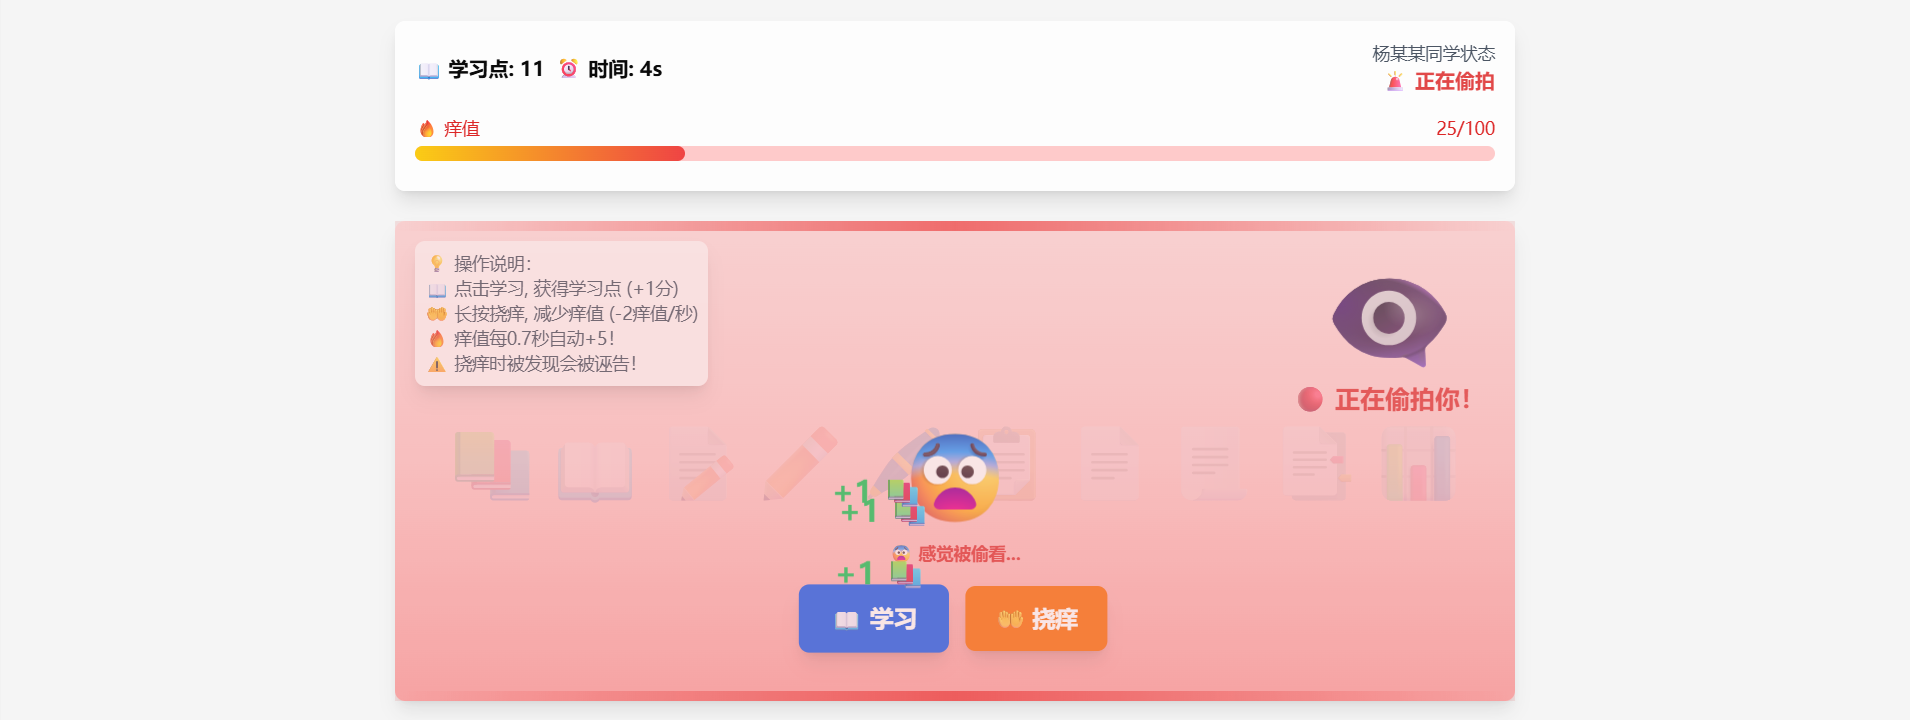 学习点: 11 时间: 4s
杨某某同学状态
正在偷拍
痒值 25/100
操作说明：
点击学习, 获得学习点 (+1分)
长按挠痒, 减少痒值 (-2痒值/秒)
痒值每0.7秒自动+5！
挠痒时被发现会被诬告！
正在偷拍你！
+1
+1
感觉被偷看...
+1
学习 挠痒